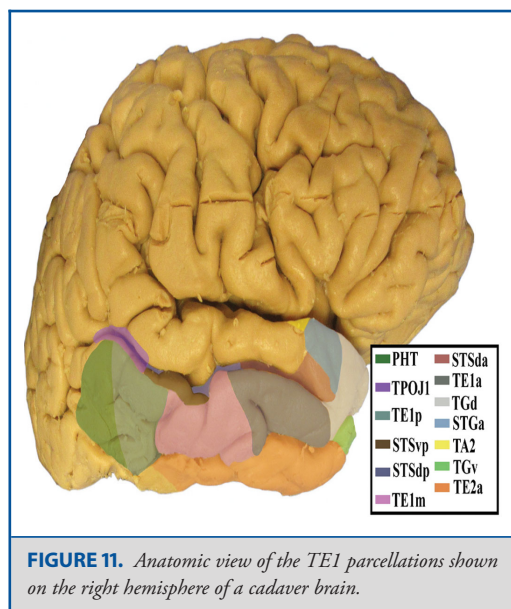 PHT
TPOJ1
TE1p
STSvp
STSdp
TE1m
STSda
TE1a
TGd
STGa
TA2
TGv
TE2a
FIGURE 11. Anatomic view of the TE1 parcellations shown
on the right hemisphere of a cadaver brain.